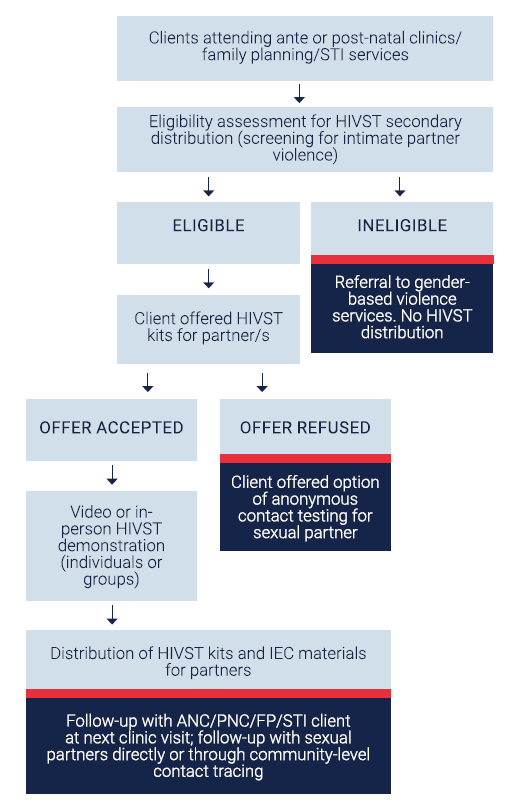 Clients attending ante or post-natal clinics/
family planning/STI services
Eligibility assessment for HIVST secondary
distribution (screening for intimate partner
violence)
ELIGIBLE
INELIGIBLE
Referral to gender-
based violence
services. No HIVST
distribution
Client offered HIVST
kits for partner/s
OFFER ACCEPTED
OFFER REFUSED
Client offered option
of anonymous
contact testing for
sexual partner
Video or in-
person HIVST
demonstration
(individuals or
groups)
Distribution of HIVST kits and IEC materials
for partners
Follow-up with ANC/PNC/FP/STI client
at next clinic visit; follow-up with sexual
partners directly or through community-level
contact tracing